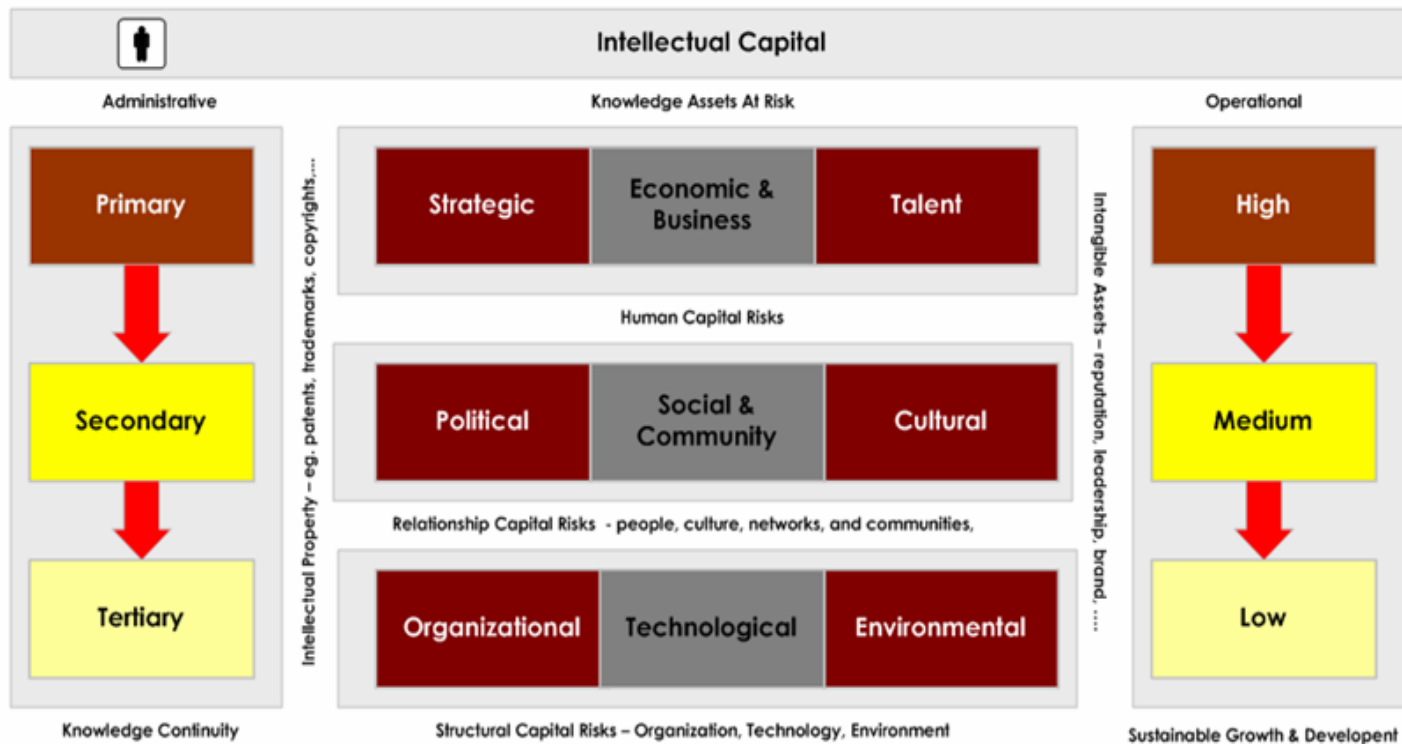 Intellectual Capital
Administrative
Knowledge Assets At Risk
Operational
Primary
Secondary
Tertiary
Knowledge Continuity
Intellectual Property – eg. patents, trademarks, copyrights,...
Strategic
Economic &
Business
Talent
Human Capital Risks
Political
Social &
Community
Cultural
Relationship Capital Risks - people, culture, networks, and communities,
Organizational
Technological
Environmental
Structural Capital Risks – Organization, Technology, Environment
Intangible Assets – reputation, leadership, brand, ....
High
Medium
Low
Sustainable Growth & Developent